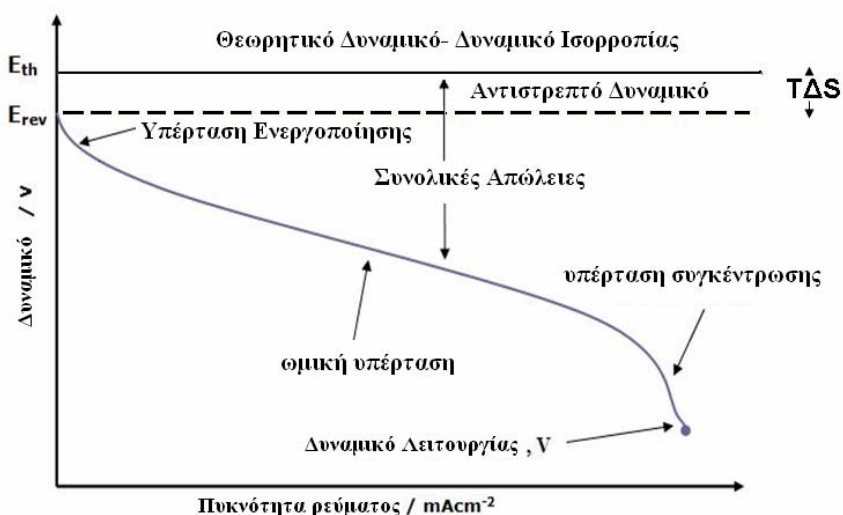 Θεωρητικό Δυναμικό- Δυναμικό Ισορροπίας
Eth
Αντιστρεπτό Δυναμικό
TΔS
Erev
Υπέρταση Ενεργοποίησης
Συνολικές Απώλειες
Δυναμικό / v
υπέρταση συγκέντρωσης
ωμική υπέρταση
Δυναμικό Λειτουργίας , V
Πυκνότητα ρεύματος / mAcm-2